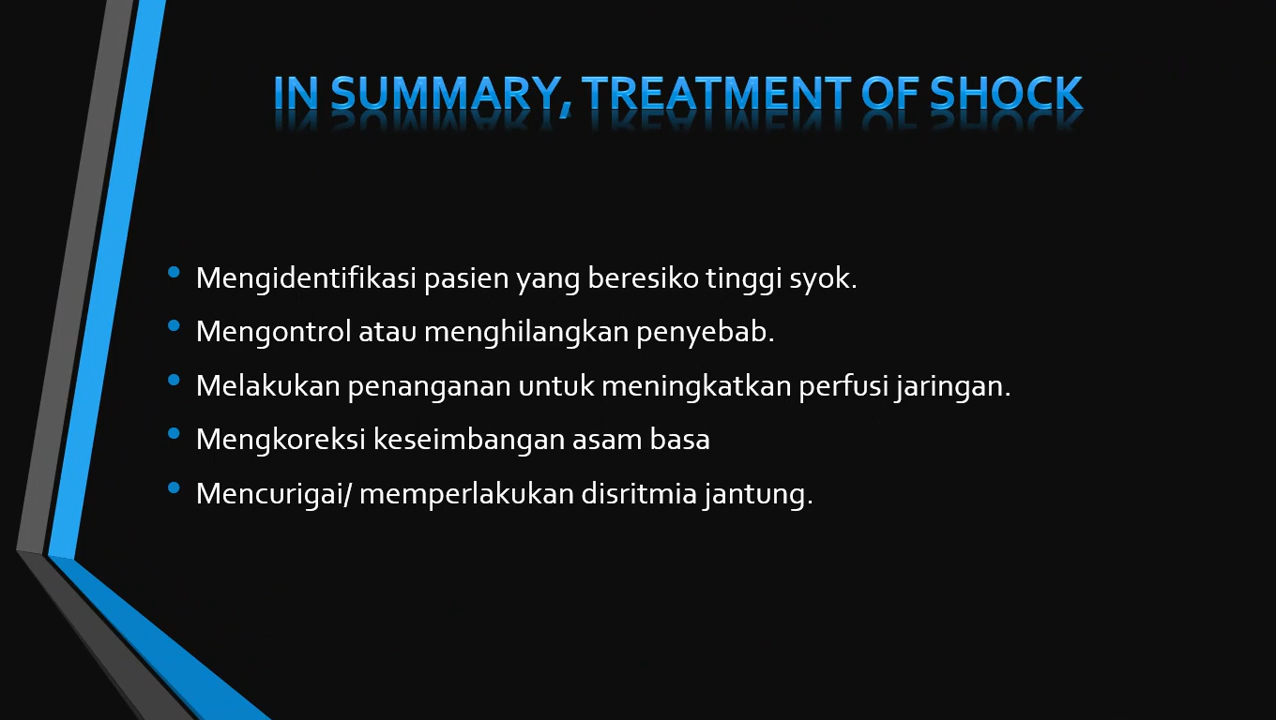 IN SUMMARY, TREATMENT OF SHOCK
• Mengidentifikasi pasien yang beresiko tinggi syok.
• Mengontrol atau menghilangkan penyebab.
• Melakukan penanganan untuk meningkatkan perfusi jaringan.
• Mengkoreksi keseimbangan asam basa
• Mencurigai/ memperlakukan disritmia jantung.